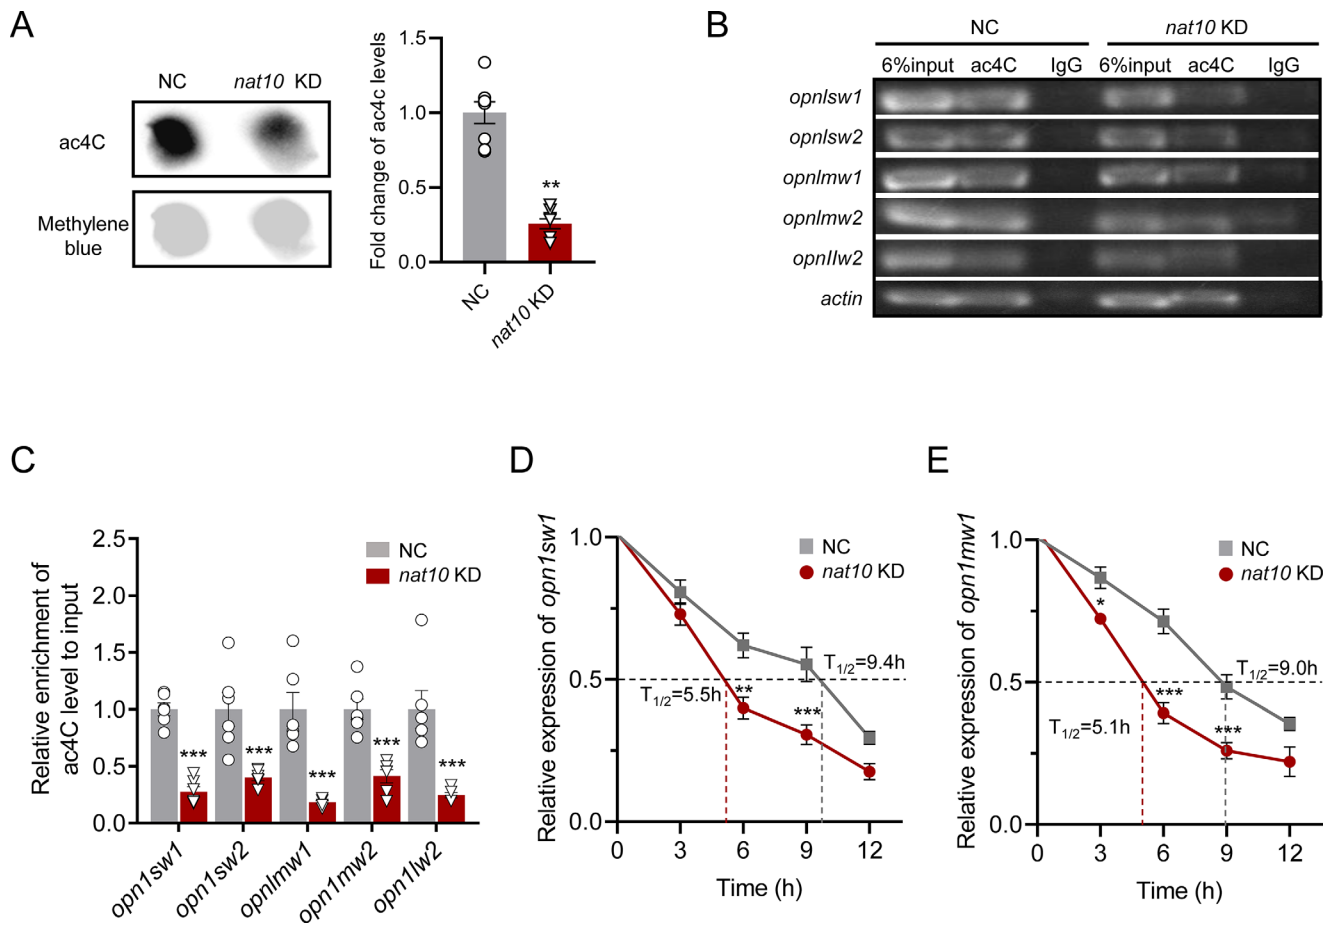 A
NC nat10 KD
ac4C
Methylene
blue
Fold change of ac4c levels
1.5
1.0
0.5
0.0
**
NC
nat10 KD
B
NC nat10 KD
6%input ac4C IgG 6%input ac4C IgG
opnlsw1
opnlsw2
opnlmw1
opnlmw2
opnllw2
actin
C
Relative enrichment of
ac4C level to input
2.5
2.0
1.5
1.0
0.5
0.0
NC
nat10 KD
*** *** *** *** ***
opn1sw1
opn1sw2
opnlmw1
opn1mw2
opn1lw2
D
Relative expression of opn1sw1
1.0
0.5
0.0
NC
nat10 KD
T1/2=9.4h
T1/2=5.5h
**
***
0 3 6 9 12
Time (h)
E
Relative expression of opn1mw1
1.0
0.5
0.0
NC
nat10 KD
*
T1/2=9.0h
T1/2=5.1h
***
***
0 3 6 9 12
Time (h)